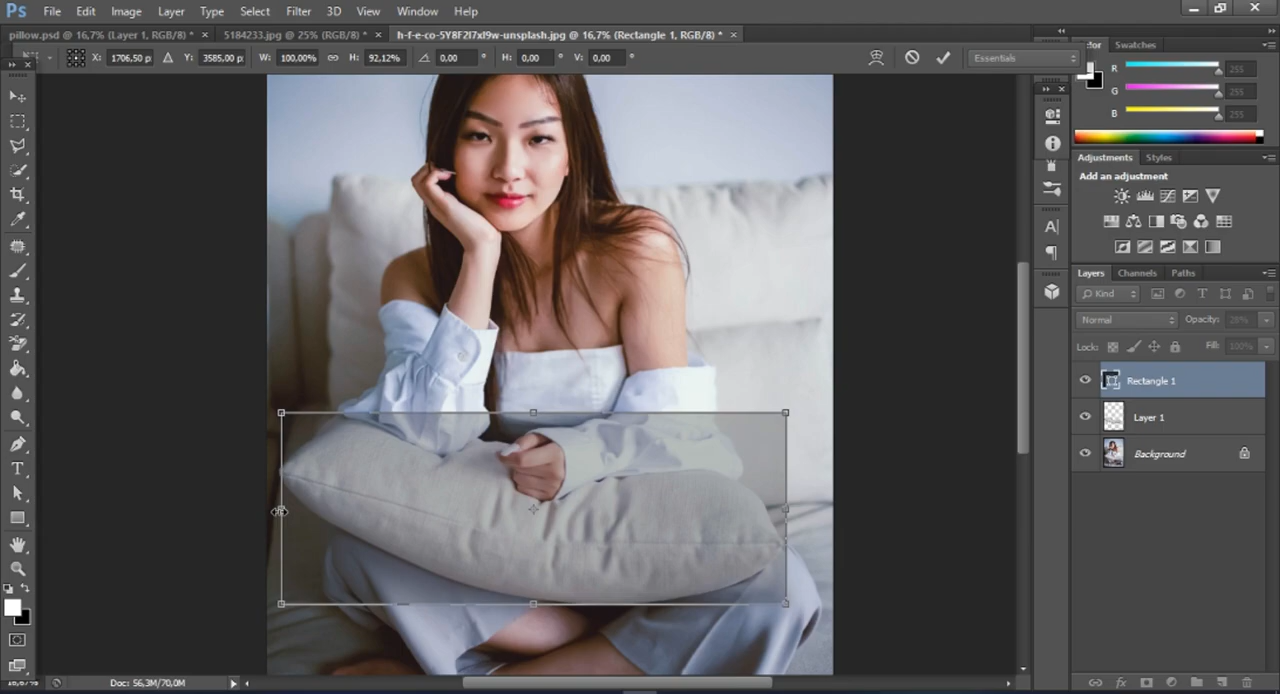 Ps File Edit Image Layer Type Select Filter 3D View Window Help
pillow.psd @ 16,7% (Layer 1, RGB/8) * × 5184233.jpg @ 25% (RGB/8) * × h-f-e-co-5Y8F2I7xI9w-unsplash.jpg @ 16,7% (Rectangle 1, RGB/8) * ×
X: 1706.50 p Y: 3585,00 p W: 100,00% H: 92,12% 0,00 ° H: 0,00 ° V: 0,00 ° Essentials
Swatches
R 255
G 255
B 255
Adjustments Styles
Add an adjustment
Layers Channels Paths
Kind
Normal Opacity: 28%
Lock: Fill: 100%
Rectangle 1
Layer 1
Background
Doc: 56,3M/70,0M